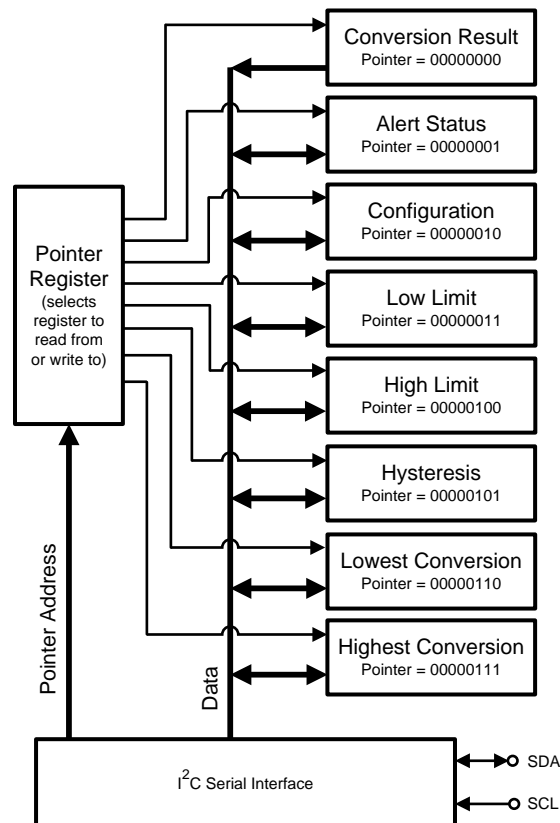 Conversion Result
Pointer = 00000000
Alert Status
Pointer = 00000001
Configuration
Pointer = 00000010
Low Limit
Pointer = 00000011
High Limit
Pointer = 00000100
Hysteresis
Pointer = 00000101
Lowest Conversion
Pointer = 00000110
Highest Conversion
Pointer = 00000111
Pointer
Register
(selects
register to
read from
or write to)
Pointer Address
Data
I²C Serial Interface
SDA
SCL